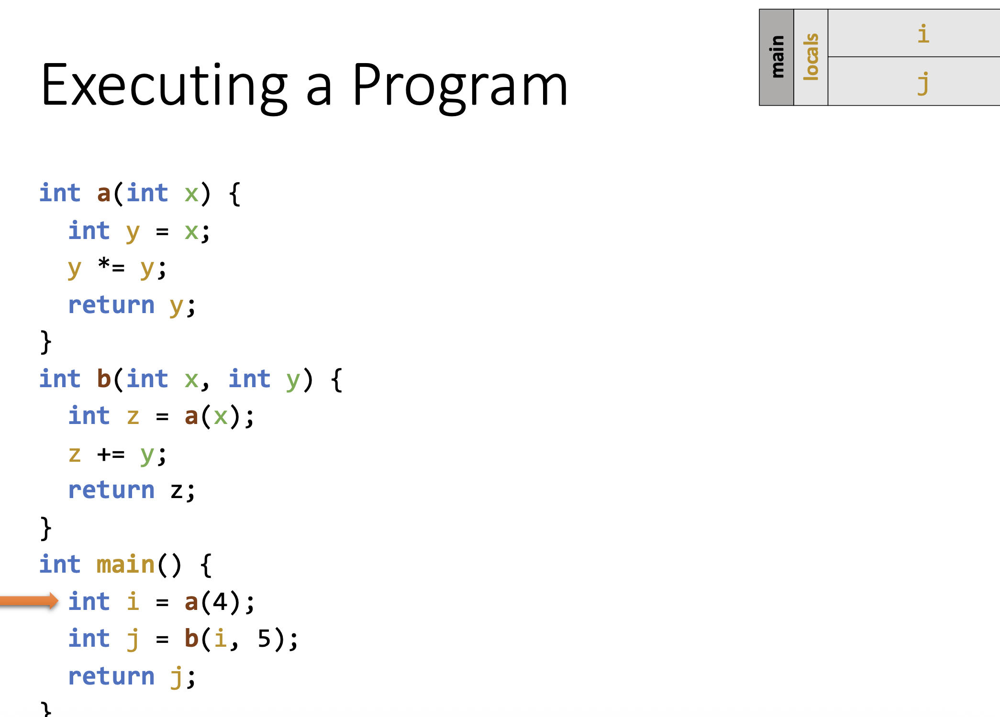 Executing a Program
main
locals
i
j
int a(int x) {
  int y = x;
  y *= y;
  return y;
}
int b(int x, int y) {
  int z = a(x);
  z += y;
  return z;
}
int main() {
  int i = a(4);
  int j = b(i, 5);
  return j;
}